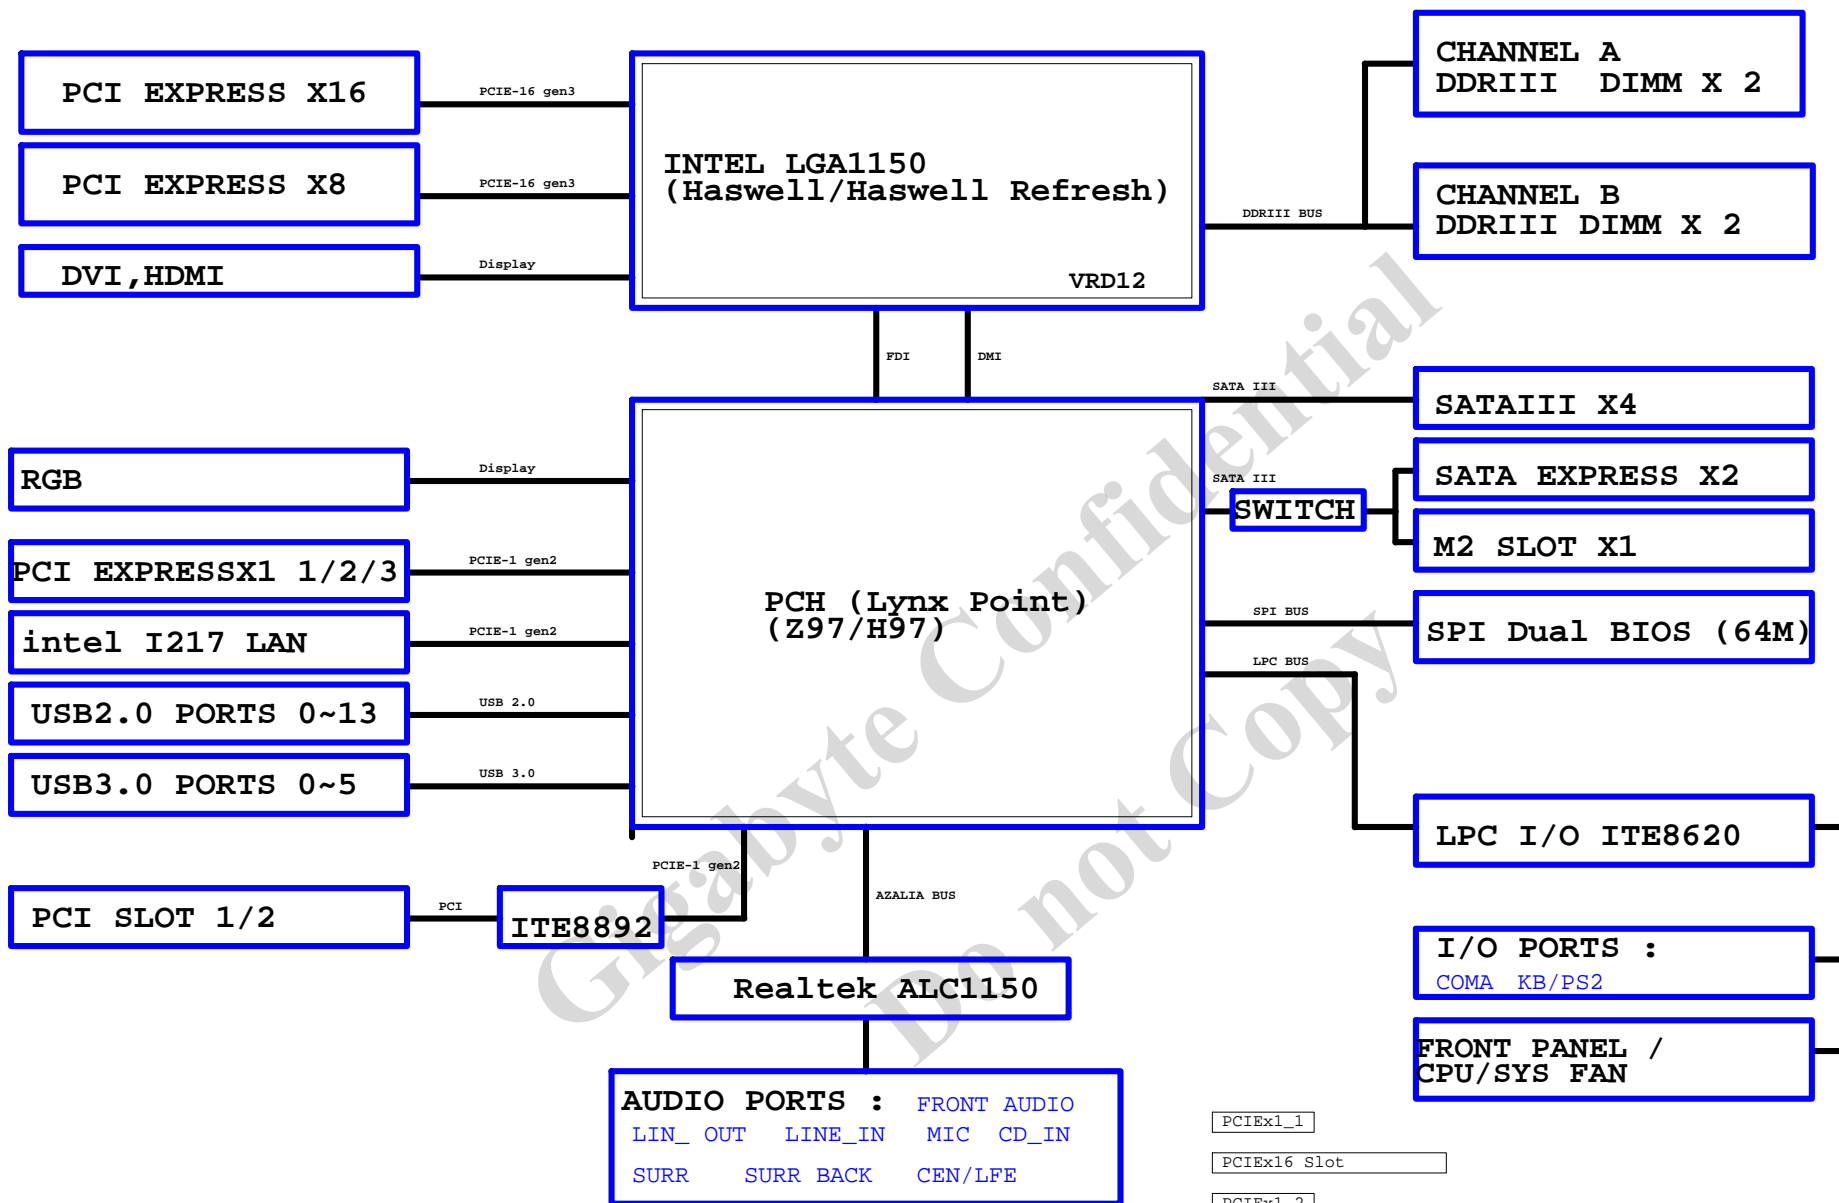 PCI EXPRESS X16
PCIE-16 gen3
PCI EXPRESS X8
PCIE-16 gen3
DVI,HDMI
Display
INTEL LGA1150
(Haswell/Haswell Refresh)
VRD12
DDRIII BUS
CHANNEL A
DDRIII DIMM X 2
CHANNEL B
DDRIII DIMM X 2
FDI
DMI
RGB
Display
PCI EXPRESSX1 1/2/3
PCIE-1 gen2
intel I217 LAN
PCIE-1 gen2
USB2.0 PORTS 0~13
USB 2.0
USB3.0 PORTS 0~5
USB 3.0
PCH (Lynx Point)
(Z97/H97)
SATA III
SATAIII X4
SATA III
SWITCH
SATA EXPRESS X2
M2 SLOT X1
SPI BUS
SPI Dual BIOS (64M)
LPC BUS
LPC I/O ITE8620
PCI SLOT 1/2
PCI
ITE8892
PCIE-1 gen2
AZALIA BUS
Realtek ALC1150
I/O PORTS :
COMA KB/PS2
FRONT PANEL /
CPU/SYS FAN
AUDIO PORTS : FRONT AUDIO
LIN_ OUT LINE_IN MIC CD_IN
SURR SURR BACK CEN/LFE
PCIEx1_1
PCIEx16 Slot
PCIEx1_2
Gigabyte Confidential
Do not Copy